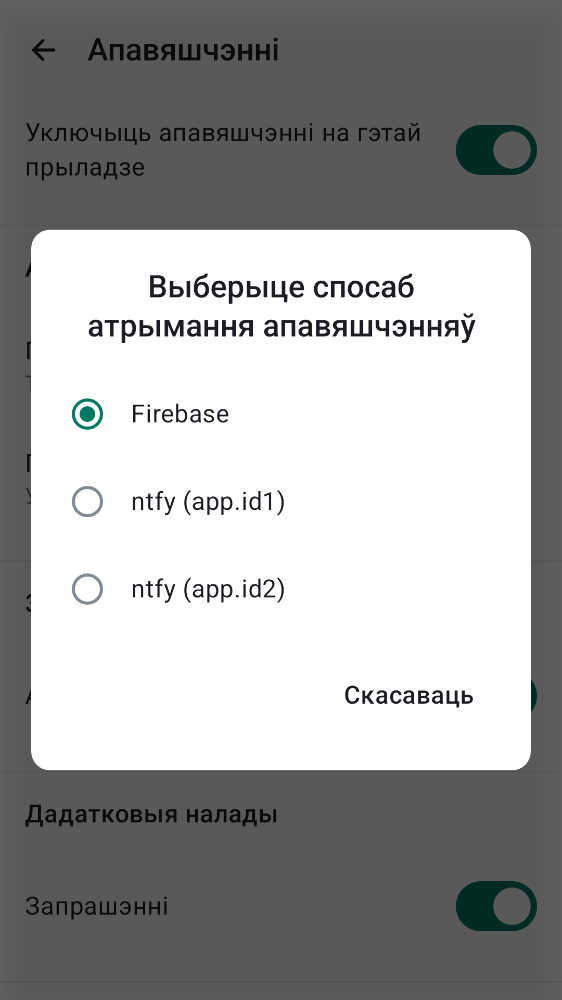 Апавяшчэнні
Уключыць апавяшчэнні на гэтай
прыладзе
Выберыце спосаб
атрымання апавяшчэнняў
Firebase
ntfy (app.id1)
ntfy (app.id2)
Скасаваць
Дадатковыя налады
Запрашэнні